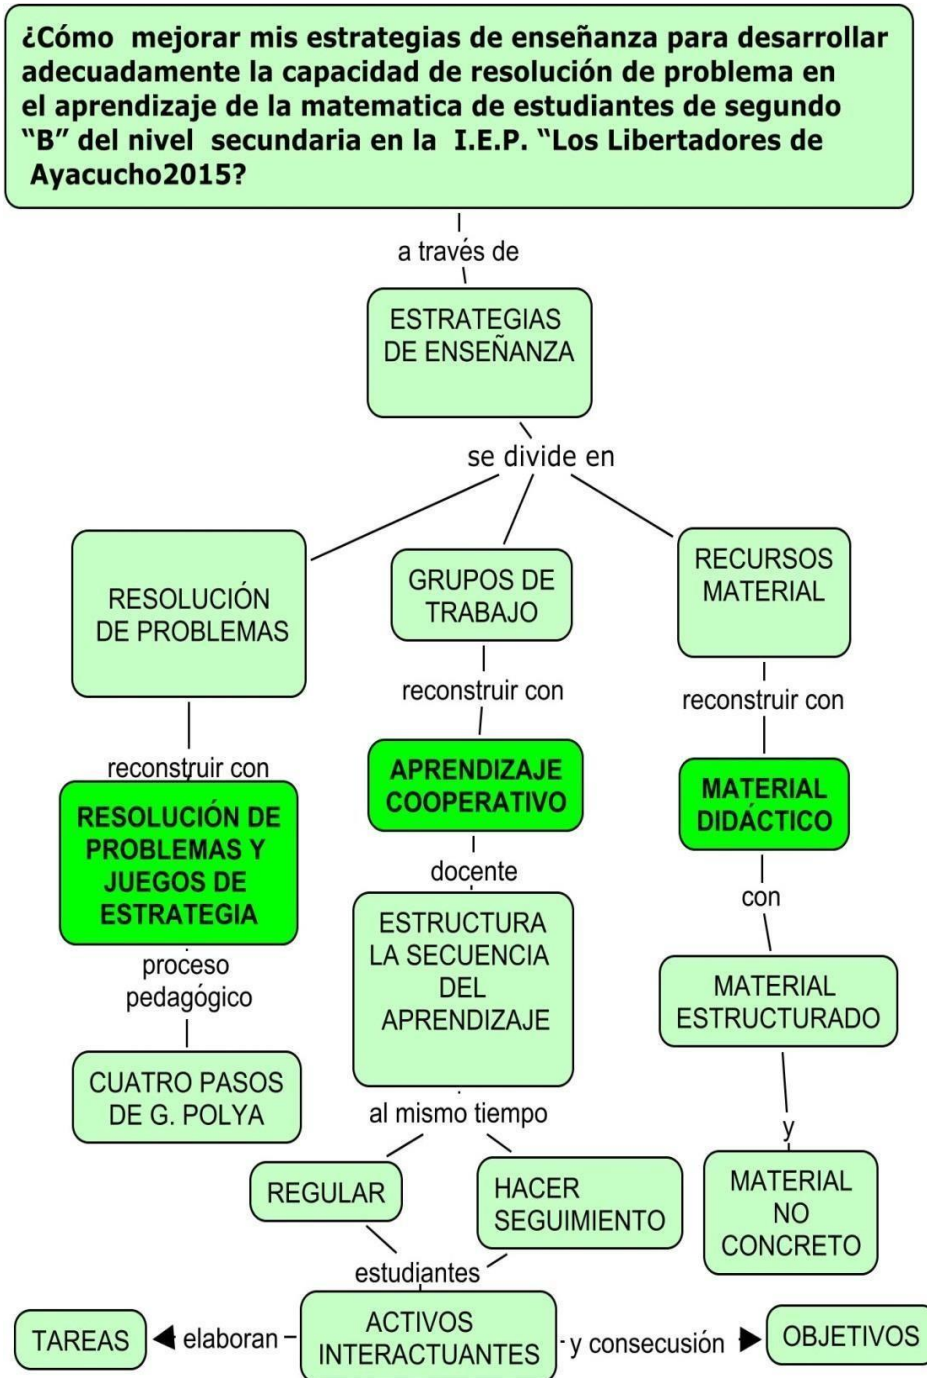 ¿Cómo mejorar mis estrategias de enseñanza para desarrollar
adecuadamente la capacidad de resolución de problema en
el aprendizaje de la matematica de estudiantes de segundo
“B” del nivel secundaria en la I.E.P. “Los Libertadores de
Ayacucho2015?
a través de
ESTRATEGIAS
DE ENSEÑANZA
se divide en
RESOLUCIÓN
DE PROBLEMAS
GRUPOS DE
TRABAJO
RECURSOS
MATERIAL
reconstruir con
reconstruir con
reconstruir con
RESOLUCIÓN DE
PROBLEMAS Y
JUEGOS DE
ESTRATEGIA
APRENDIZAJE
COOPERATIVO
MATERIAL
DIDÁCTICO
proceso
pedagógico
docente
con
CUATRO PASOS
DE G. POLYA
ESTRUCTURA
LA SECUENCIA
DEL
APRENDIZAJE
MATERIAL
ESTRUCTURADO
al mismo tiempo
y
REGULAR
HACER
SEGUIMIENTO
MATERIAL
NO
CONCRETO
estudiantes
TAREAS
elaboran
ACTIVOS
INTERACTUANTES
y consecusión
OBJETIVOS